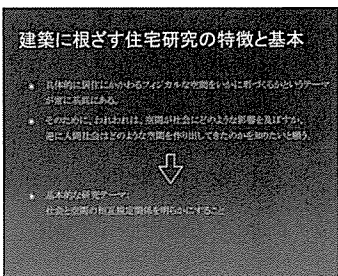 建築に根ざす住宅研究の特徴と基本
具体的に居住にかかわるフィジカルな空間をいかに形づくるかというテーマ
が常に基底にある。
そのために、われわれは、空間が社会にどのような影響を及ぼすか、
逆に人間社会はどのような空間を作り出してきたのかを知りたいと願う。
基本的な研究テーマ：
社会と空間の相互規定関係を明らかにすること